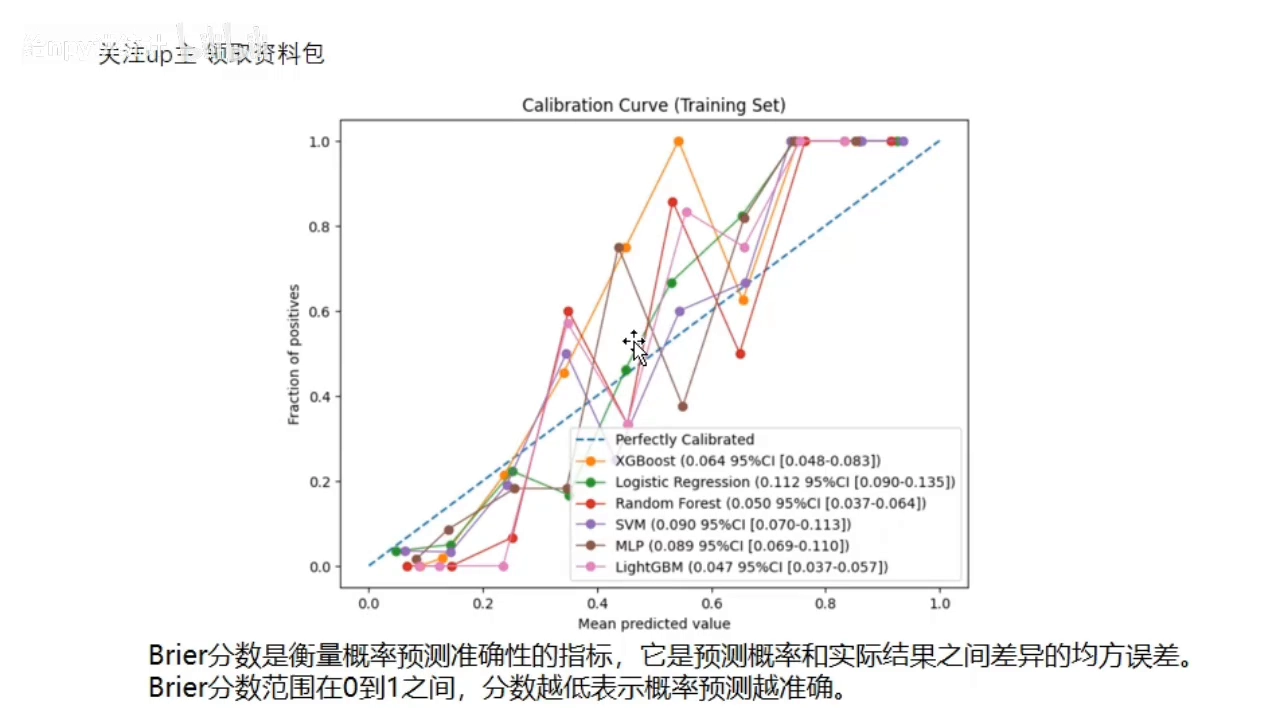 关注up主 领取资料包
Calibration Curve (Training Set)
1.0
0.8
0.6
0.4
0.2
0.0
Fraction of positives
Perfectly Calibrated
XGBoost (0.064 95%CI [0.048-0.083])
Logistic Regression (0.112 95%CI [0.090-0.135])
Random Forest (0.050 95%CI [0.037-0.064])
SVM (0.090 95%CI [0.070-0.113])
MLP (0.089 95%CI [0.069-0.110])
LightGBM (0.047 95%CI [0.037-0.057])
0.0 0.2 0.4 0.6 0.8 1.0
Mean predicted value
Brier分数是衡量概率预测准确性的指标，它是预测概率和实际结果之间差异的均方误差。
Brier分数范围在0到1之间，分数越低表示概率预测越准确。